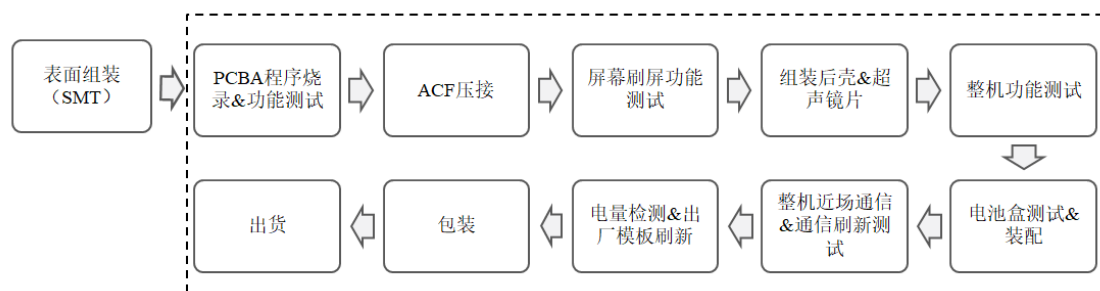 表面组装
（SMT）
PCBA程序烧
录&功能测试
ACF压接
屏幕刷屏功能
测试
组装后壳&超
声镜片
整机功能测试
电池盒测试&
装配
整机近场通信
&通信刷新测
试
电量检测&出
厂模板刷新
包装
出货